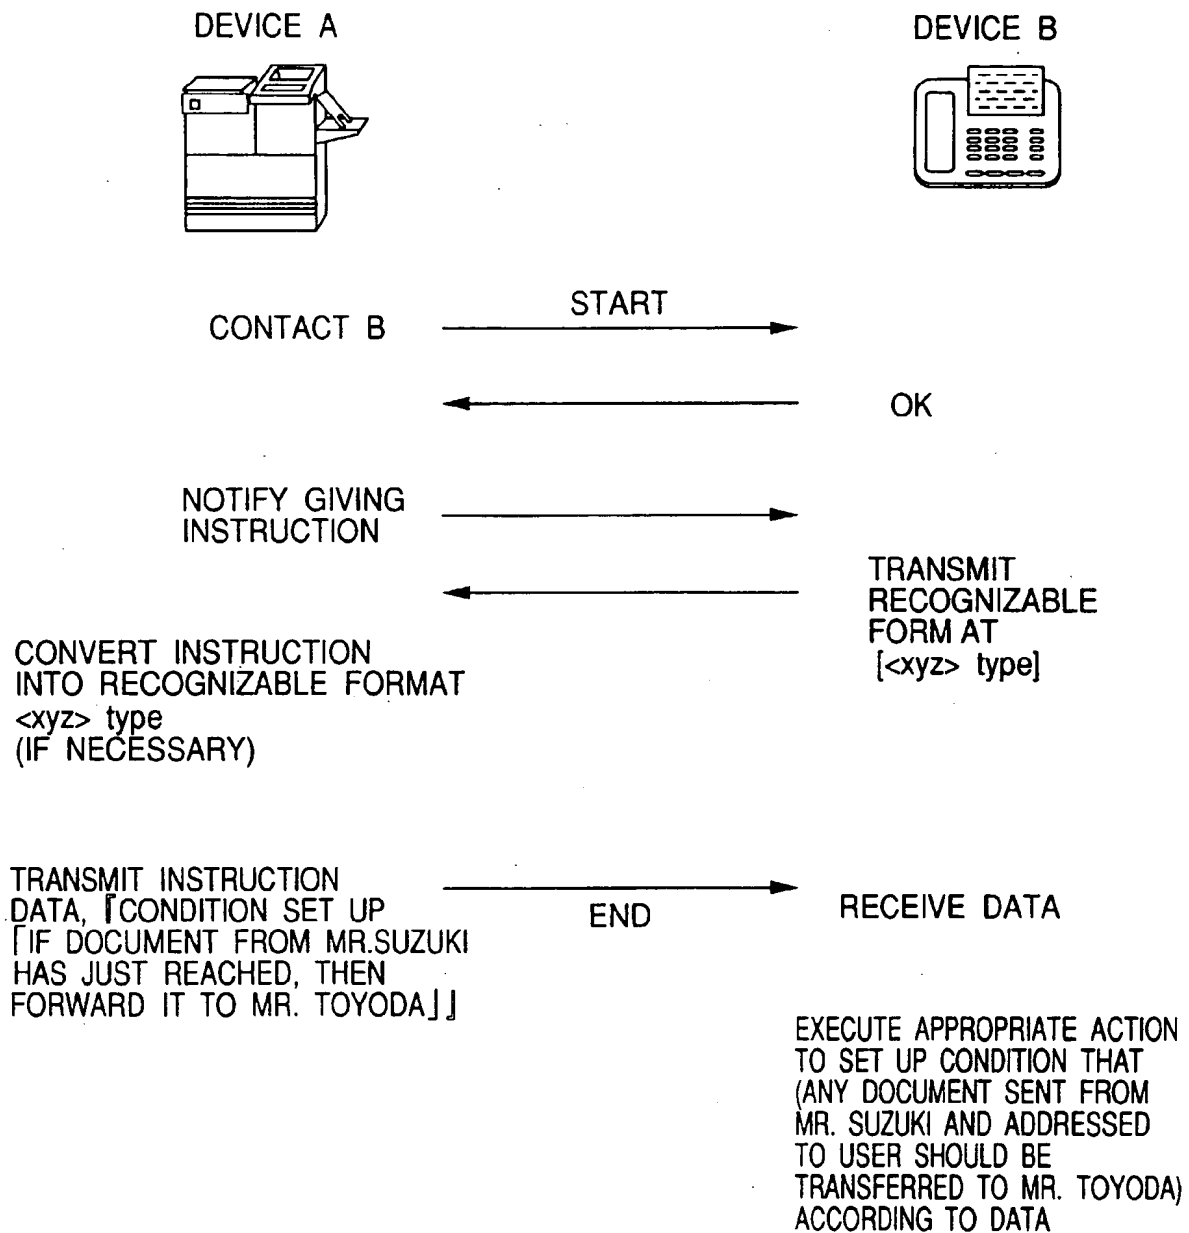 DEVICE A
DEVICE B
START
CONTACT B
OK
NOTIFY GIVING
INSTRUCTION
TRANSMIT
RECOGNIZABLE
FORM AT
[<xyz> type]
CONVERT INSTRUCTION
INTO RECOGNIZABLE FORMAT
<xyz> type
(IF NECESSARY)
TRANSMIT INSTRUCTION
DATA, 『CONDITION SET UP
「IF DOCUMENT FROM MR.SUZUKI
HAS JUST REACHED, THEN
FORWARD IT TO MR. TOYODA」』
END
RECEIVE DATA
EXECUTE APPROPRIATE ACTION
TO SET UP CONDITION THAT
(ANY DOCUMENT SENT FROM
MR. SUZUKI AND ADDRESSED
TO USER SHOULD BE
TRANSFERRED TO MR. TOYODA)
ACCORDING TO DATA